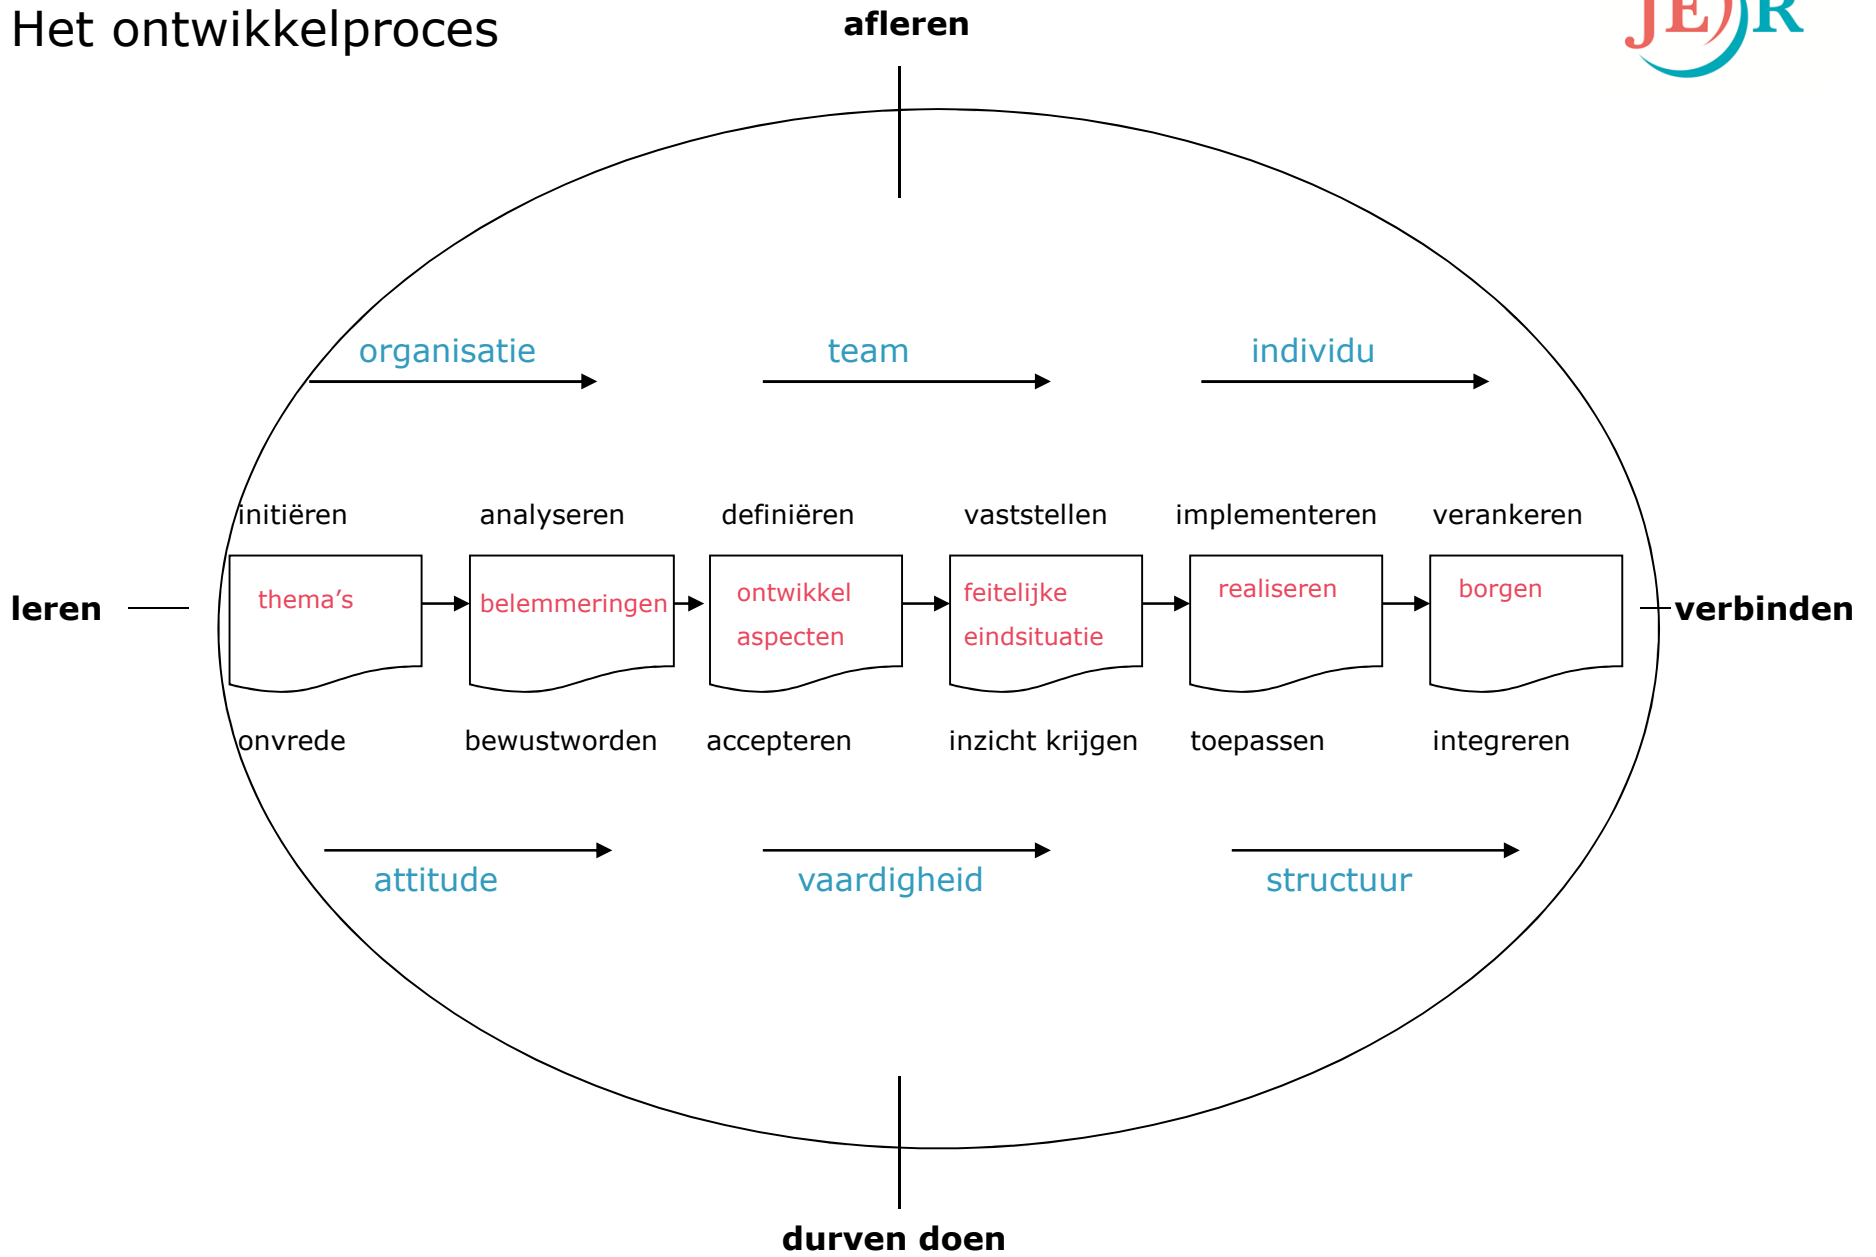 Het ontwikkelproces
afleren
JE R
organisatie team individu
initiëren analyseren definiëren vaststellen implementeren verankeren
thema's belemmeringen ontwikkel feitelijke realiseren borgen
aspecten eindsituatie
leren verbinden
onvrede bewustworden accepteren inzicht krijgen toepassen integreren
attitude vaardigheid structuur
durven doen